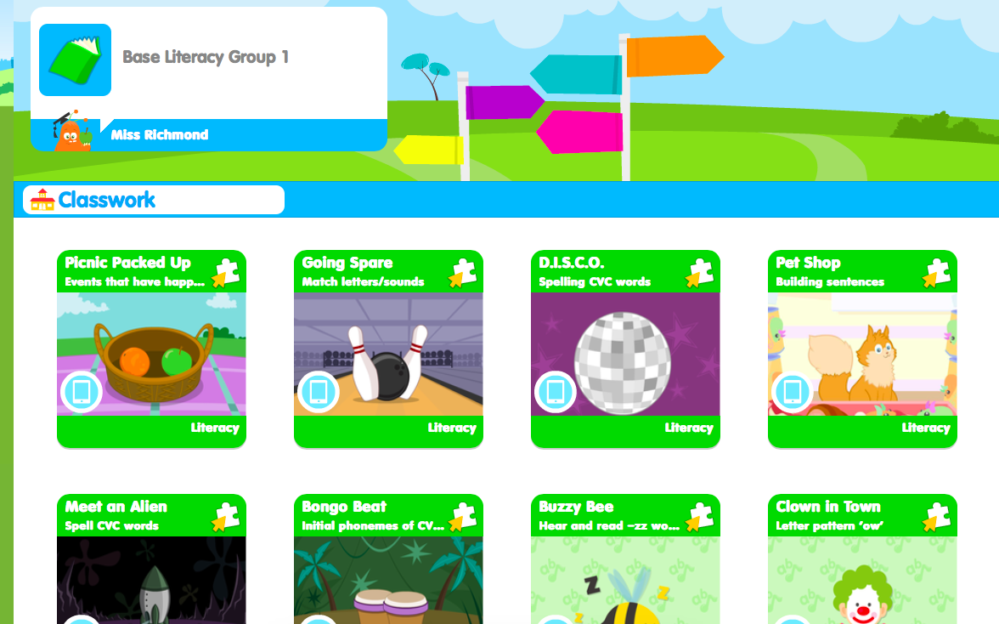 Base Literacy Group 1
Miss Richmond
Classwork
Picnic Packed Up
Events that have happ...
Going Spare
Match letters/sounds
D.I.S.C.O.
Spelling CVC words
Pet Shop
Building sentences
Literacy
Literacy
Literacy
Literacy
Meet an Alien
Spell CVC words
Bongo Beat
Initial phonemes of CV...
Buzzy Bee
Hear and read -zz wo...
Clown in Town
Letter pattern 'ow'
z
z
z